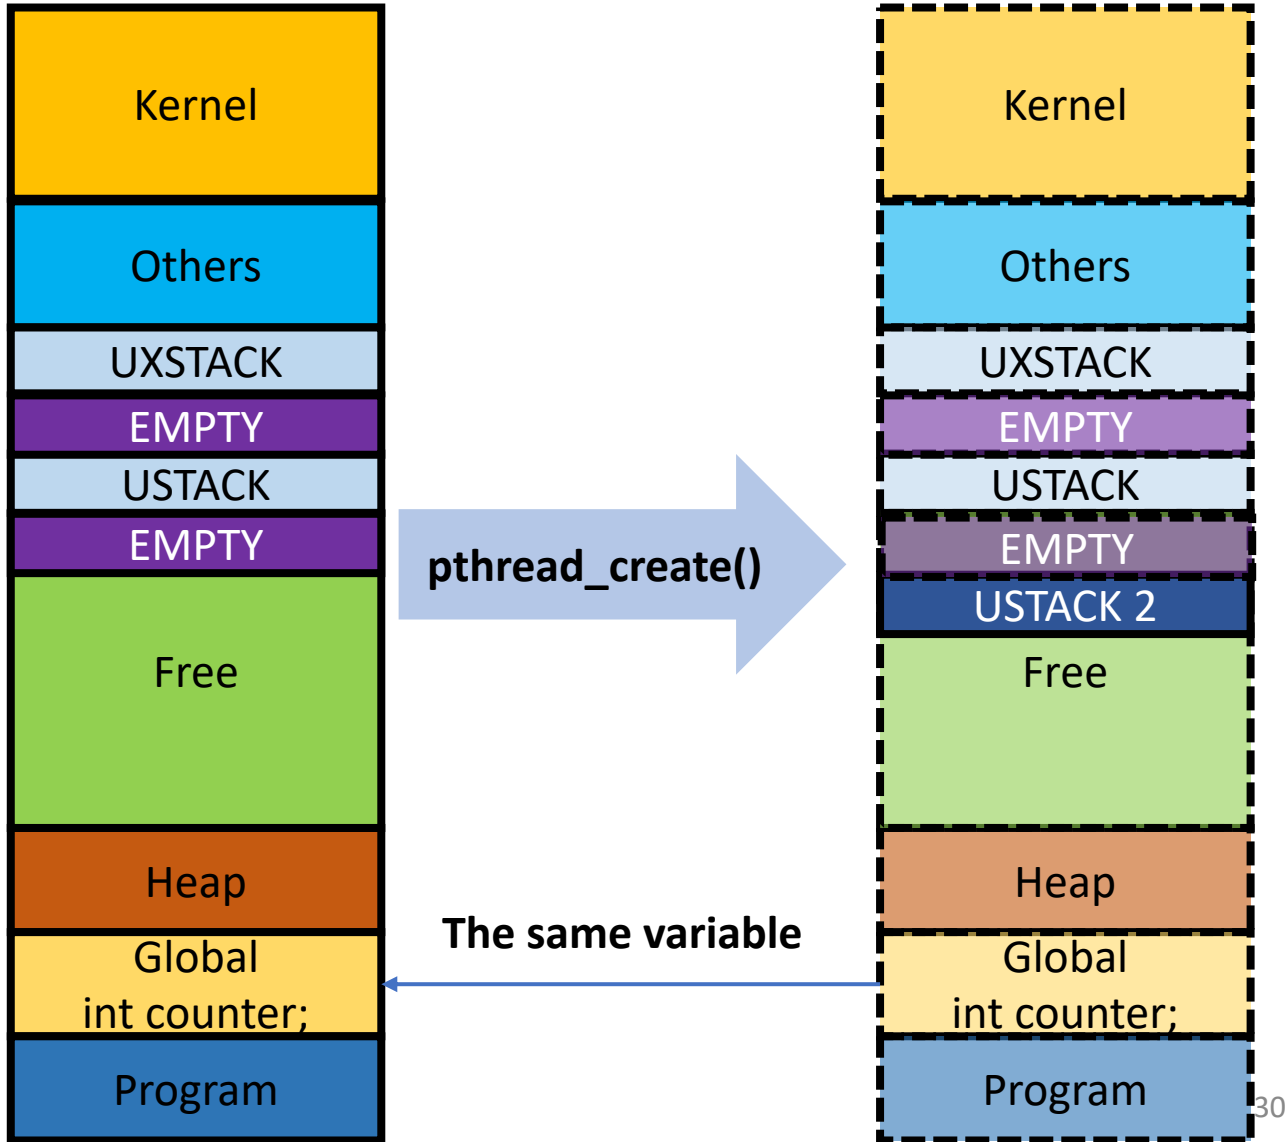 Kernel
Others
UXSTACK
EMPTY
USTACK
EMPTY
Free
Heap
Global
int counter;
Program
pthread_create()
The same variable
Kernel
Others
UXSTACK
EMPTY
USTACK
EMPTY
USTACK 2
Free
Heap
Global
int counter;
Program
30